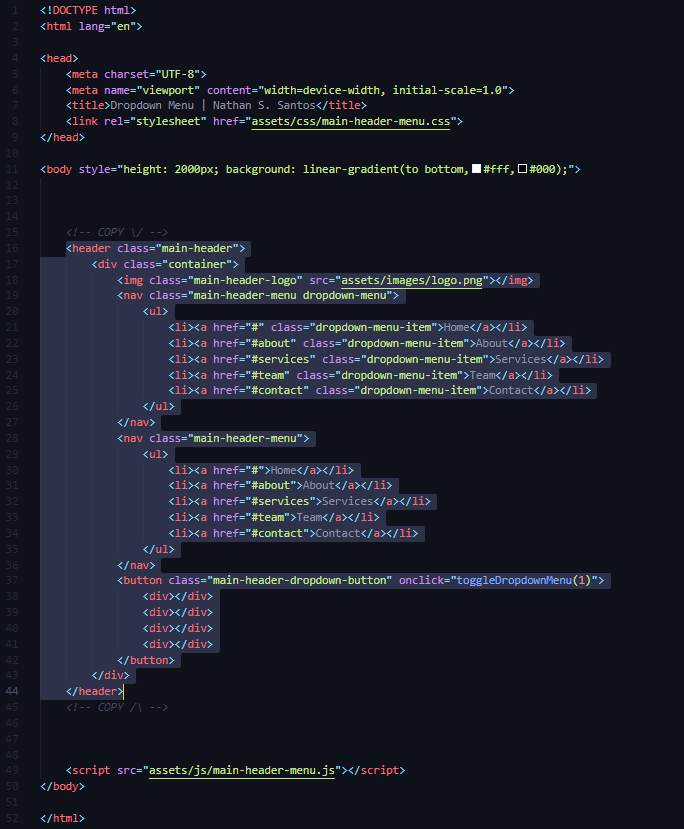 1 <!DOCTYPE html>
2 <html lang="en">
3
4 <head>
5     <meta charset="UTF-8">
6     <meta name="viewport" content="width=device-width, initial-scale=1.0">
7     <title>Dropdown Menu | Nathan S. Santos</title>
8     <link rel="stylesheet" href="assets/css/main-header-menu.css">
9 </head>
10
11 <body style="height: 2000px; background: linear-gradient(to bottom,#fff,#000);">
12
13
14
15     <!-- COPY \/ -->
16     <header class="main-header">
17         <div class="container">
18             <img class="main-header-logo" src="assets/images/logo.png"></img>
19             <nav class="main-header-menu dropdown-menu">
20                 <ul>
21                     <li><a href="#" class="dropdown-menu-item">Home</a></li>
22                     <li><a href="#about" class="dropdown-menu-item">About</a></li>
23                     <li><a href="#services" class="dropdown-menu-item">Services</a></li>
24                     <li><a href="#team" class="dropdown-menu-item">Team</a></li>
25                     <li><a href="#contact" class="dropdown-menu-item">Contact</a></li>
26                 </ul>
27             </nav>
28             <nav class="main-header-menu">
29                 <ul>
30                     <li><a href="#">Home</a></li>
31                     <li><a href="#about">About</a></li>
32                     <li><a href="#services">Services</a></li>
33                     <li><a href="#team">Team</a></li>
34                     <li><a href="#contact">Contact</a></li>
35                 </ul>
36             </nav>
37             <button class="main-header-dropdown-button" onclick="toggleDropdownMenu(1)">
38                 <div></div>
39                 <div></div>
40                 <div></div>
41                 <div></div>
42             </button>
43         </div>
44     </header>
45     <!-- COPY /\ -->
46
47
48
49     <script src="assets/js/main-header-menu.js"></script>
50 </body>
51
52 </html>